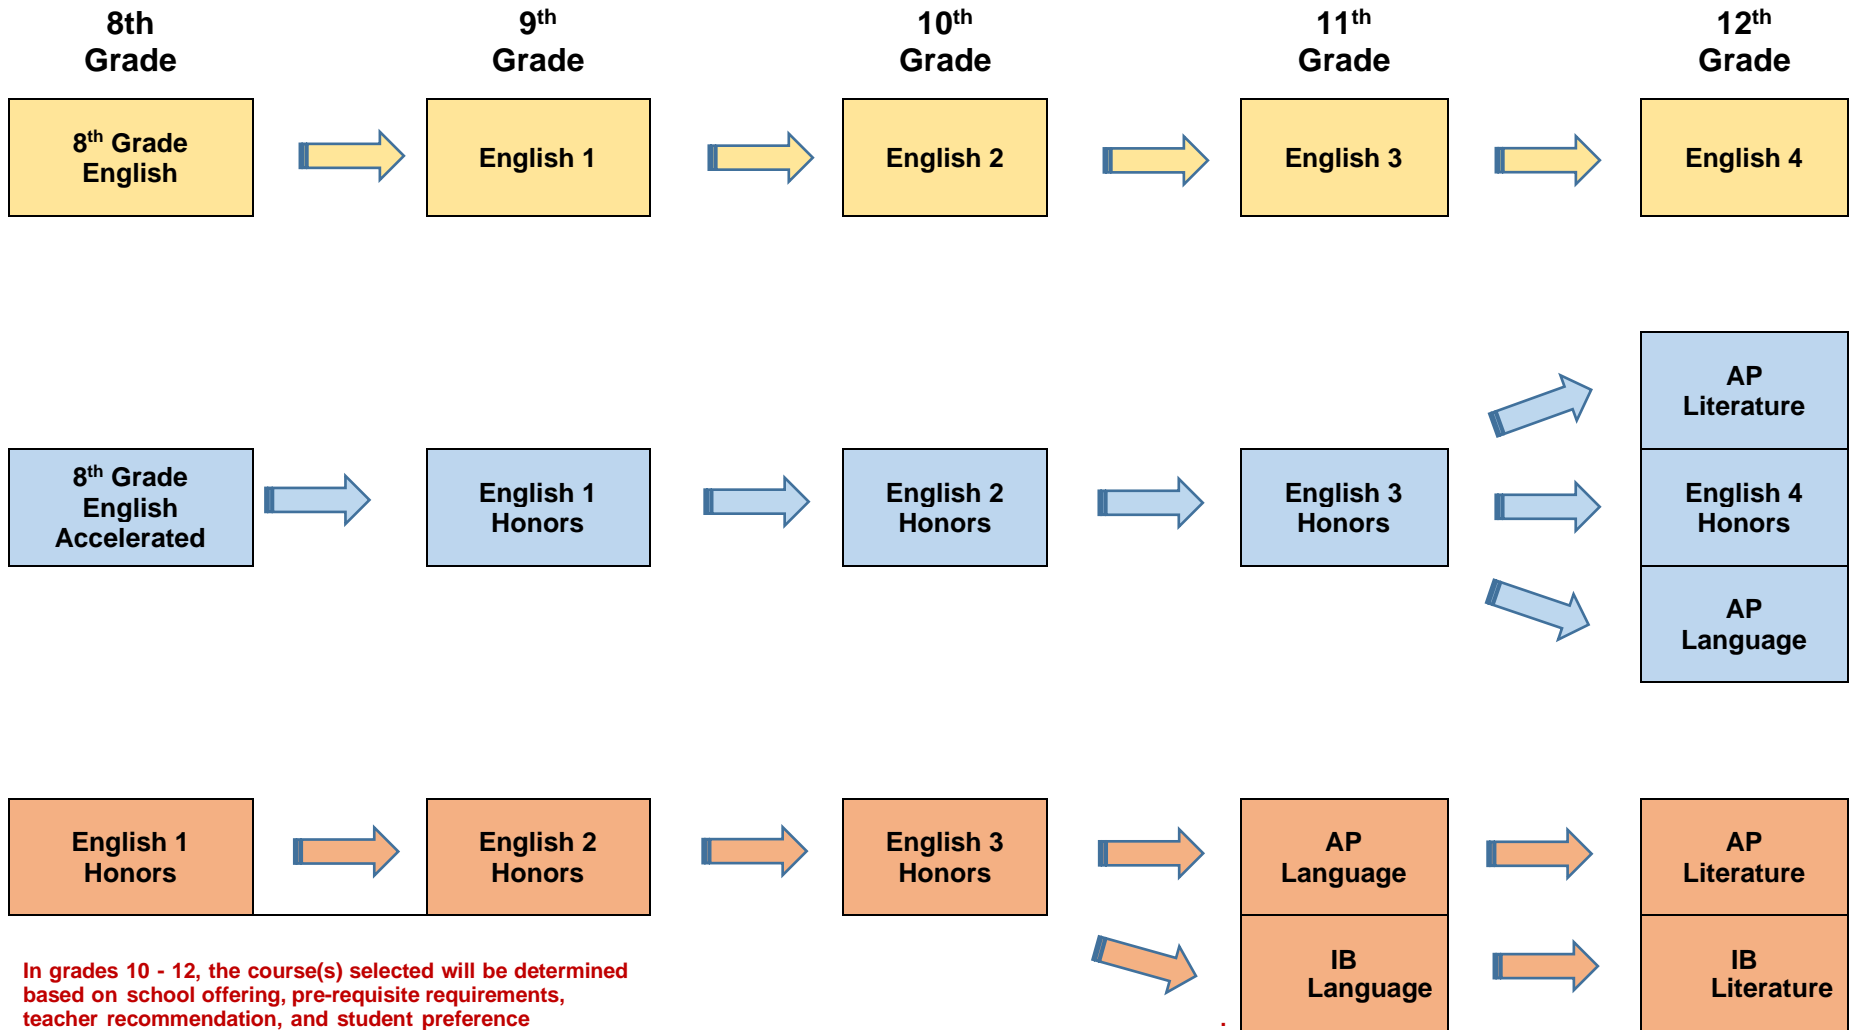 8th
Grade
9th
Grade
10th
Grade
11th
Grade
12th
Grade
8th Grade
English
English 1
English 2
English 3
English 4
8th Grade
English
Accelerated
English 1
Honors
English 2
Honors
English 3
Honors
AP
Literature
English 4
Honors
AP
Language
English 1
Honors
English 2
Honors
English 3
Honors
AP
Language
AP
Literature
IB
Language
IB
Literature
In grades 10 - 12, the course(s) selected will be determined
based on school offering, pre-requisite requirements,
teacher recommendation, and student preference
.